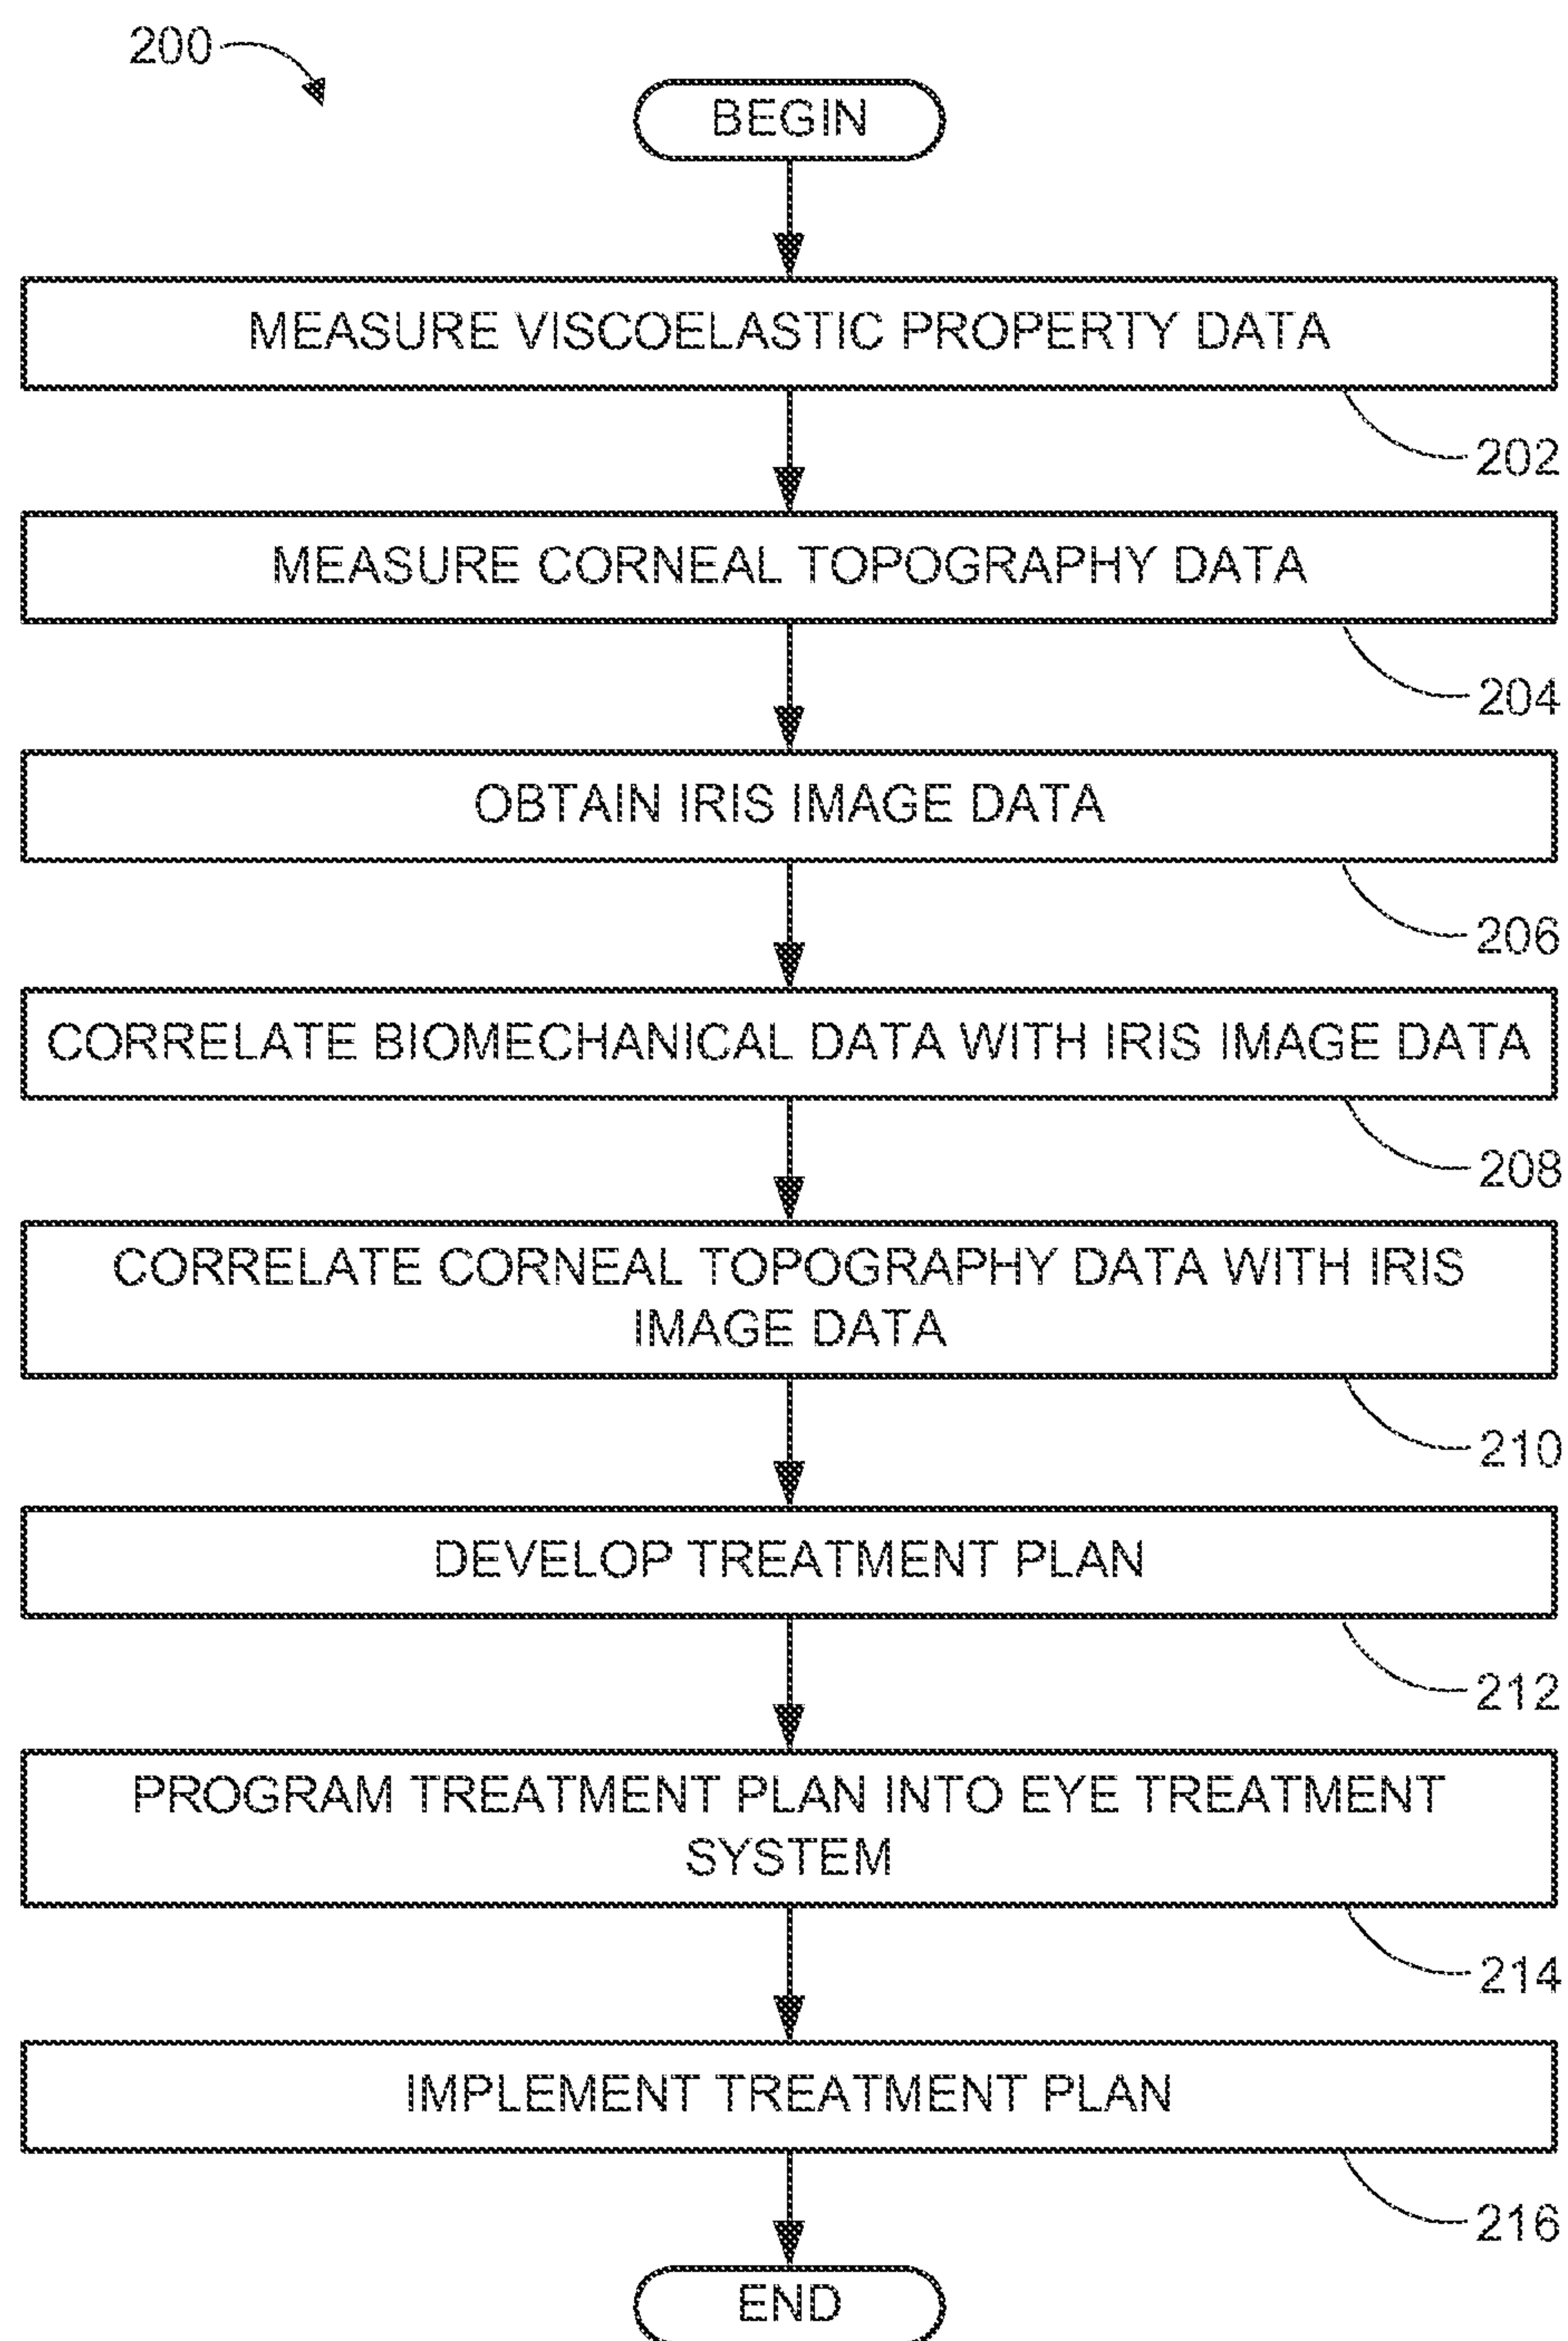 200
BEGIN
MEASURE VISCOELASTIC PROPERTY DATA
202
MEASURE CORNEAL TOPOGRAPHY DATA
204
OBTAIN IRIS IMAGE DATA
206
CORRELATE BIOMECHANICAL DATA WITH IRIS IMAGE DATA
208
CORRELATE CORNEAL TOPOGRAPHY DATA WITH IRIS
IMAGE DATA
210
DEVELOP TREATMENT PLAN
212
PROGRAM TREATMENT PLAN INTO EYE TREATMENT
SYSTEM
214
IMPLEMENT TREATMENT PLAN
216
END